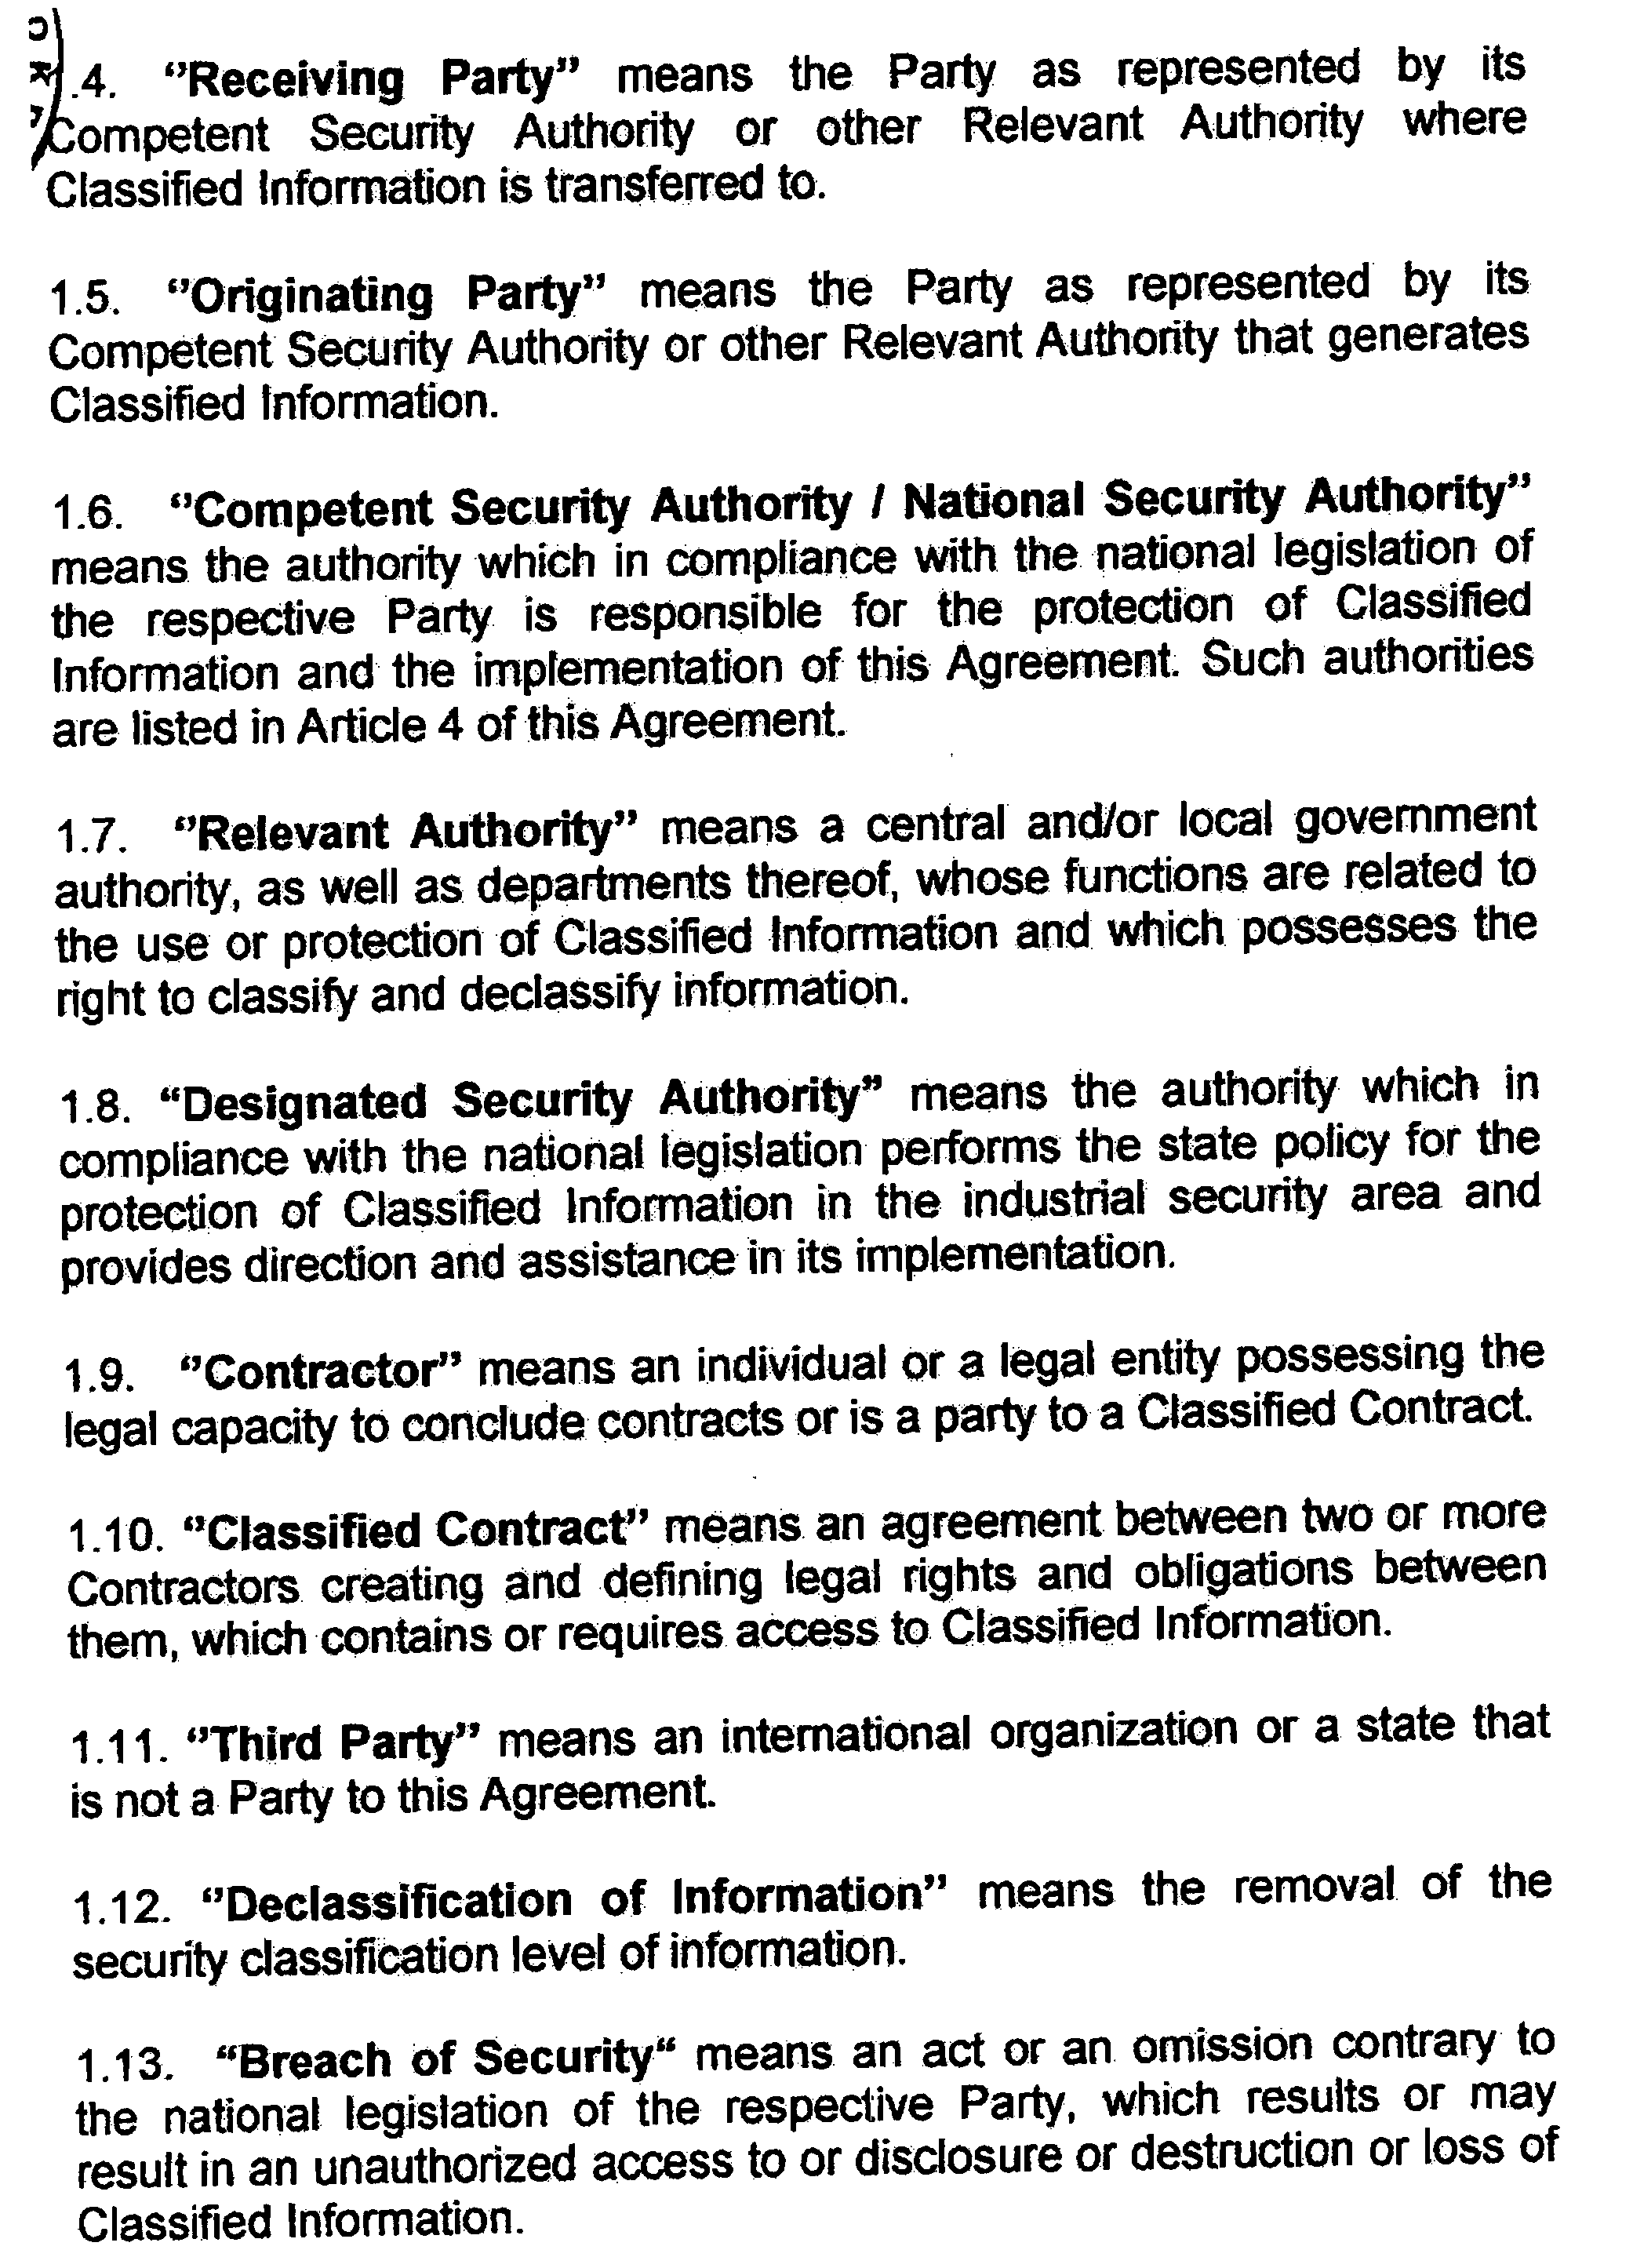 .4. ‘’Receiving Party’’ means the Party as represented by its
Competent Security Authority or other Relevant Authority where
Classified Information is transferred to.
1.5. ‘’Originating Party’’ means the Party as represented by its
Competent Security Authority or other Relevant Authority that generates
Classified Information.
1.6. ‘’Competent Security Authority / National Security Authority’’
means the authority which in compliance with the national legislation of
the respective Party is responsible for the protection of Classified
Information and the implementation of this Agreement. Such authorities
are listed in Article 4 of this Agreement.
1.7. ‘’Relevant Authority’’ means a central and/or local government
authority, as well as departments thereof, whose functions are related to
the use or protection of Classified Information and which possesses the
right to classify and declassify information.
1.8. “Designated Security Authority” means the authority which in
compliance with the national legislation performs the state policy for the
protection of Classified Information in the industrial security area and
provides direction and assistance in its implementation.
1.9. ‘’Contractor’’ means an individual or a legal entity possessing the
legal capacity to conclude contracts or is a party to a Classified Contract.
1.10. ‘’Classified Contract’’ means an agreement between two or more
Contractors creating and defining legal rights and obligations between
them, which contains or requires access to Classified Information.
1.11. ‘’Third Party’’ means an international organization or a state that
is not a Party to this Agreement.
1.12. ‘’Declassification of Information’’ means the removal of the
security classification level of information.
1.13. “Breach of Security“ means an act or an omission contrary to
the national legislation of the respective Party, which results or may
result in an unauthorized access to or disclosure or destruction or loss of
Classified Information.